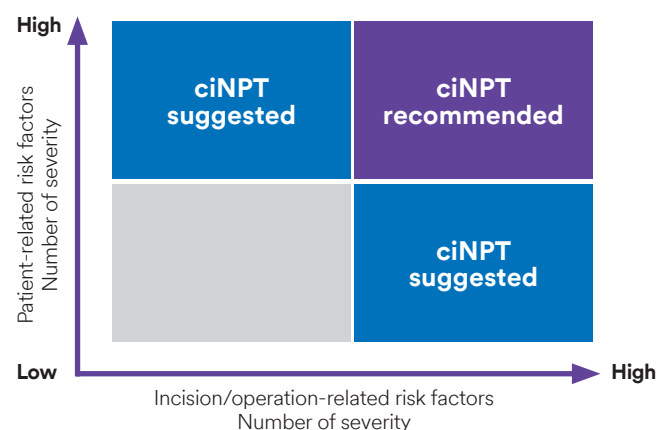 High
Patient-related risk factors
Number of severity
ciNPT
suggested
ciNPT
recommended
ciNPT
suggested
Low
High
Incision/operation-related risk factors
Number of severity